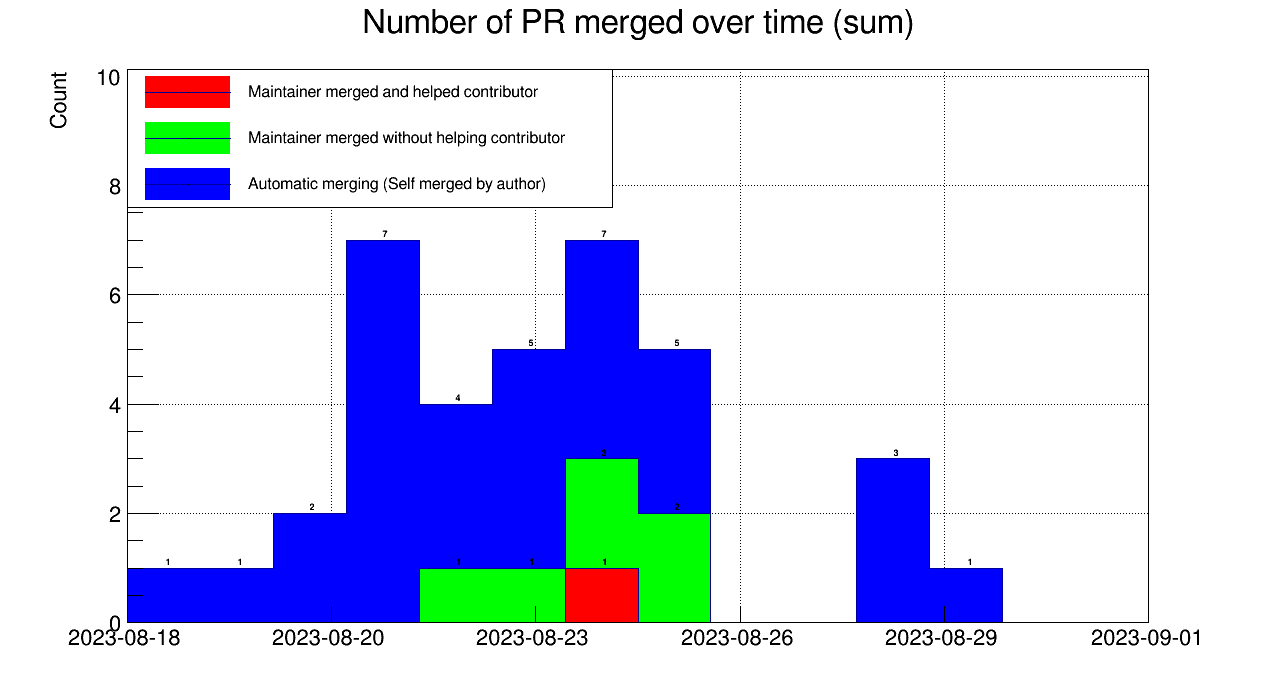 Number of PR merged over time (sum)
Count
10
8
6
4
2
0
Maintainer merged and helped contributor
Maintainer merged without helping contributor
Automatic merging (Self merged by author)
1 1 2 7 4 5 7 5 3 1
1 1 3 2
1
2023-08-18 2023-08-20 2023-08-23 2023-08-26 2023-08-29 2023-09-01